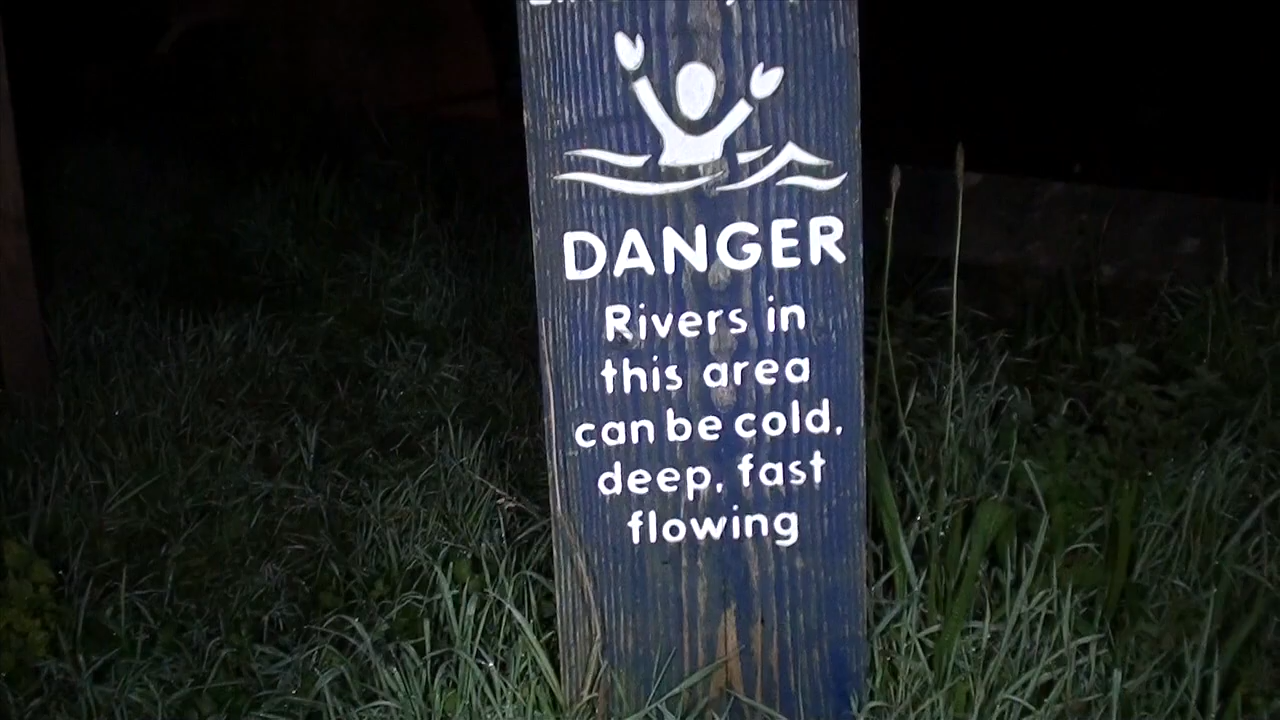 DANGER
Rivers in
this area
can be cold,
deep, fast
flowing